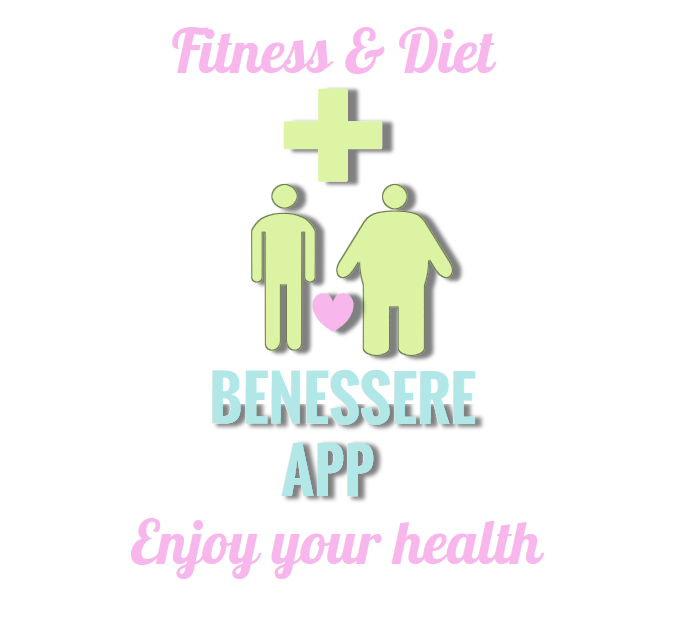 Fitness & Diet
BENESSERE
APP
Enjoy your health